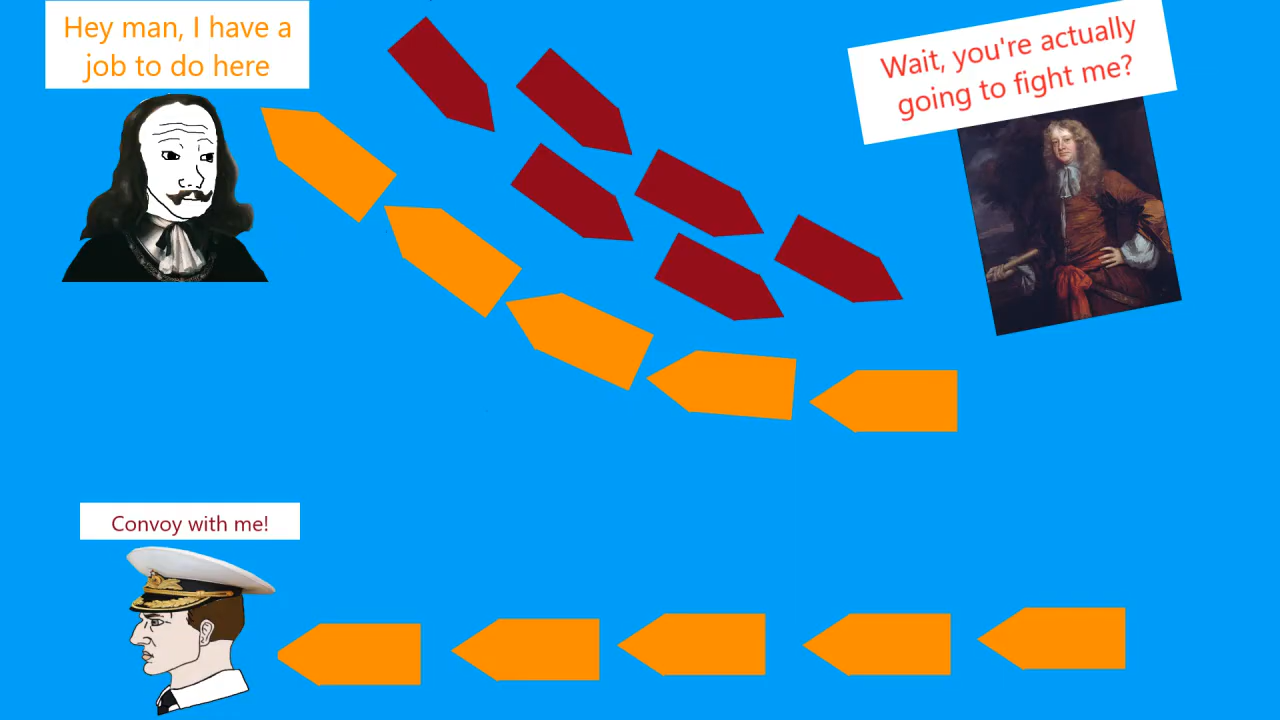 Hey man, I have a
job to do here
Wait, you're actually
going to fight me?
Convoy with me!